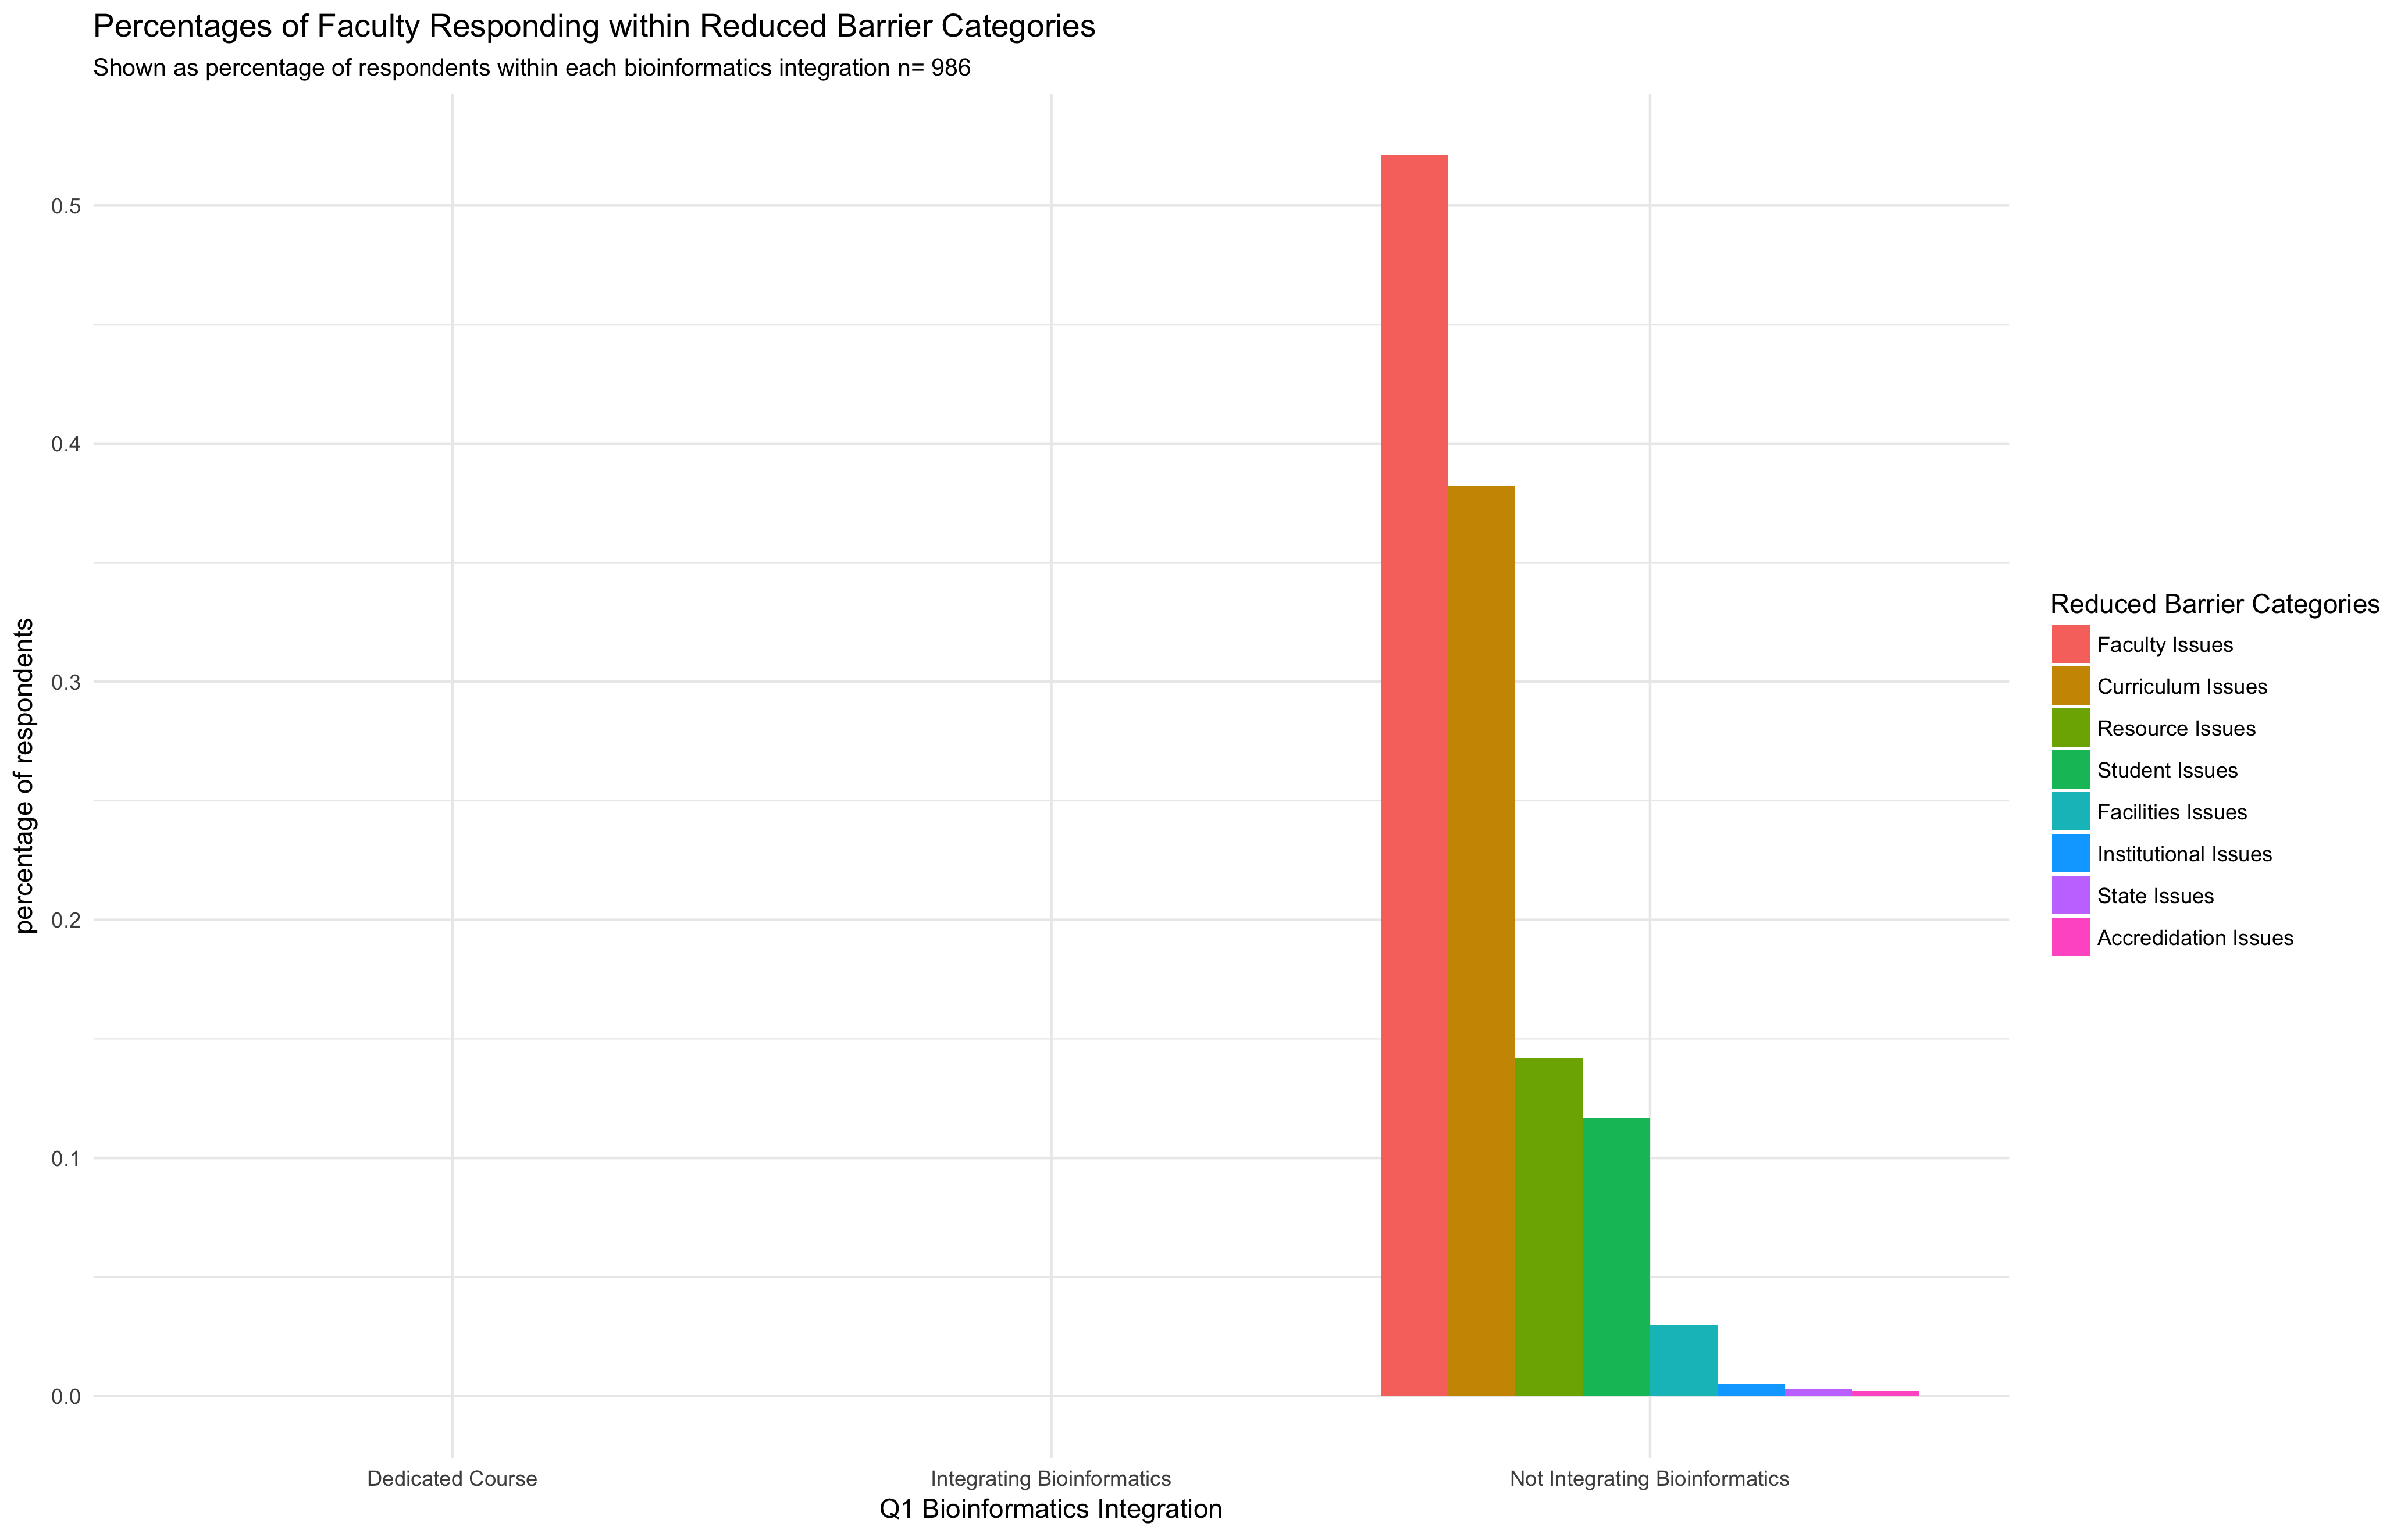 Percentages of Faculty Responding within Reduced Barrier Categories
Shown as percentage of respondents within each bioinformatics integration n= 986
percentage of respondents
0.5
0.4
0.3
0.2
0.1
0.0
Dedicated Course
Integrating Bioinformatics
Not Integrating Bioinformatics
Q1 Bioinformatics Integration
Reduced Barrier Categories
Faculty Issues
Curriculum Issues
Resource Issues
Student Issues
Facilities Issues
Institutional Issues
State Issues
Accredidation Issues